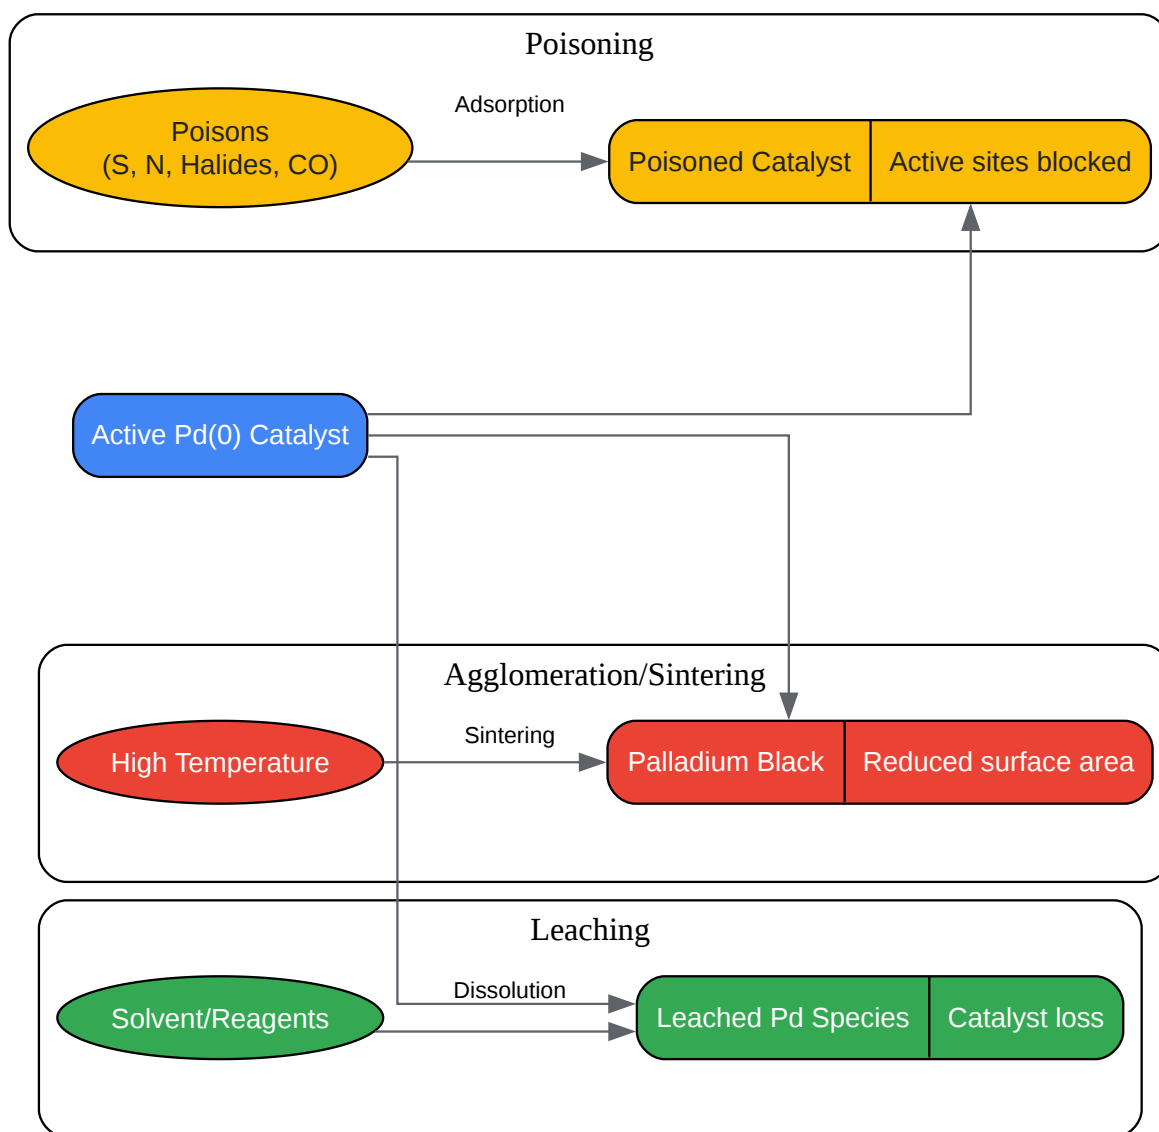 Poisoning
Adsorption
Poisons
(S, N, Halides, CO)
Poisoned Catalyst
Active sites blocked
Active Pd(0) Catalyst
Agglomeration/Sintering
Sintering
High Temperature
Palladium Black
Reduced surface area
Leaching
Dissolution
Solvent/Reagents
Leached Pd Species
Catalyst loss